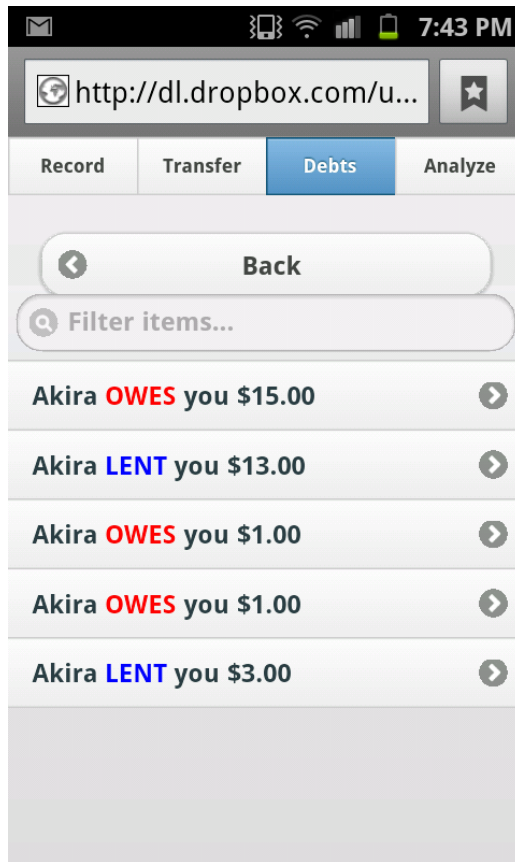 7:43 PM
http://dl.dropbox.com/u...
Record Transfer Debts Analyze
Back
Filter items...
Akira OWES you $15.00
Akira LENT you $13.00
Akira OWES you $1.00
Akira OWES you $1.00
Akira LENT you $3.00